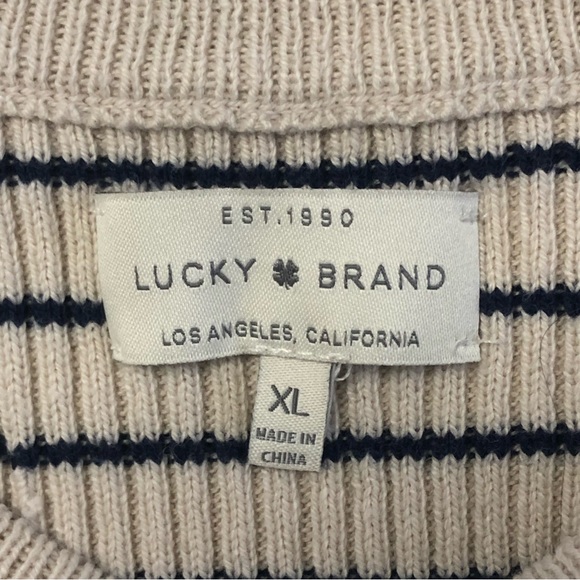 EST.1990
LUCKY BRAND
LOS ANGELES, CALIFORNIA
XL
MADE IN
CHINA